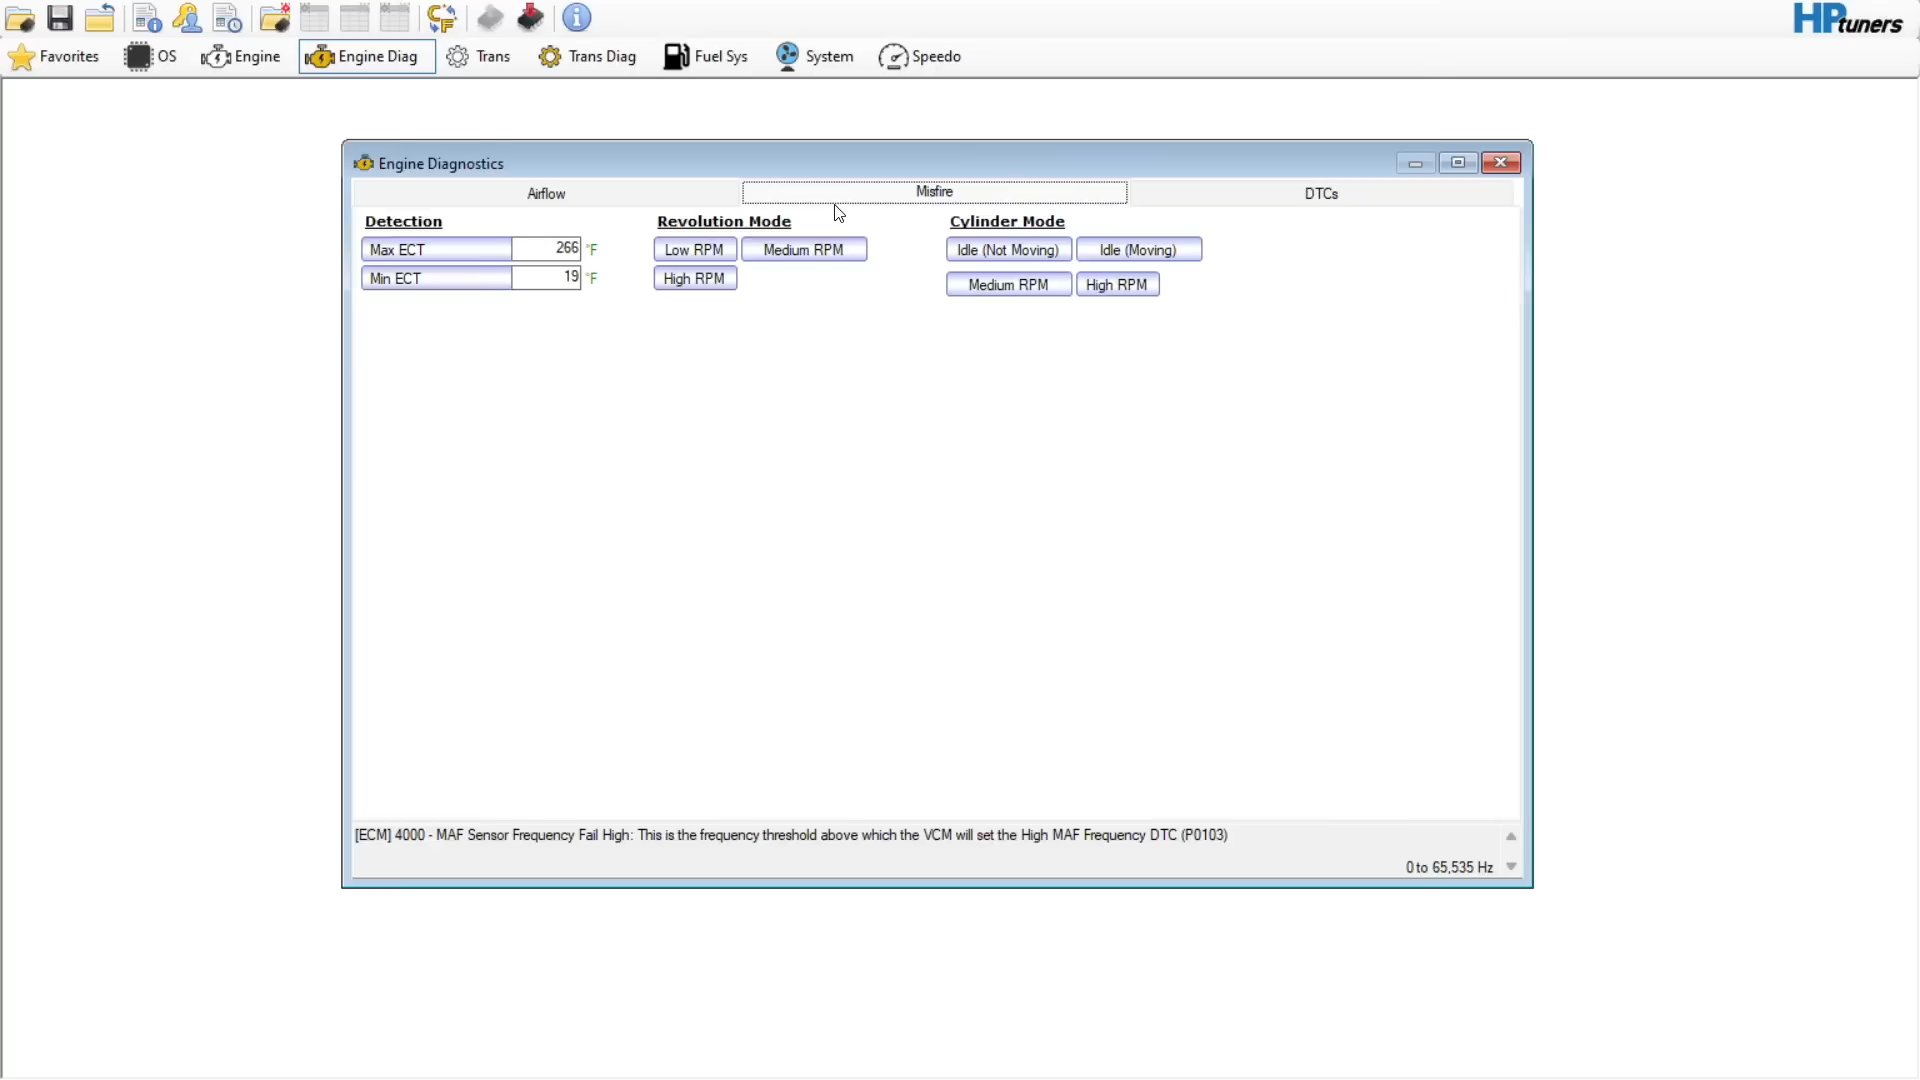 HPtuners
Favorites OS Engine Engine Diag Trans Trans Diag Fuel Sys System Speedo
Engine Diagnostics
Airflow Misfire DTCs
Detection Revolution Mode Cylinder Mode
Max ECT 266 °F Low RPM Medium RPM Idle (Not Moving) Idle (Moving)
Min ECT 19 °F High RPM Medium RPM High RPM
[ECM] 4000 - MAF Sensor Frequency Fail High: This is the frequency threshold above which the VCM will set the High MAF Frequency DTC (P0103)
0 to 65,535 Hz